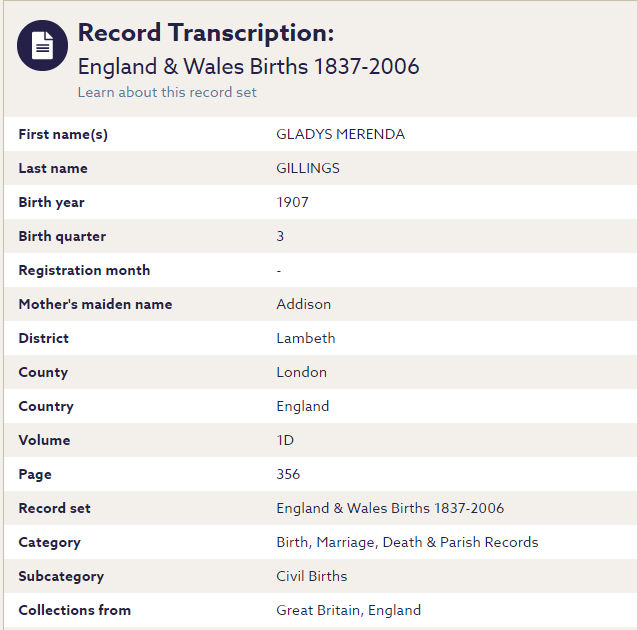 Record Transcription:
England & Wales Births 1837-2006
Learn about this record set
First name(s) GLADYS MERENDA
Last name GILLINGS
Birth year 1907
Birth quarter 3
Registration month -
Mother's maiden name Addison
District Lambeth
County London
Country England
Volume 1D
Page 356
Record set England & Wales Births 1837-2006
Category Birth, Marriage, Death & Parish Records
Subcategory Civil Births
Collections from Great Britain, England